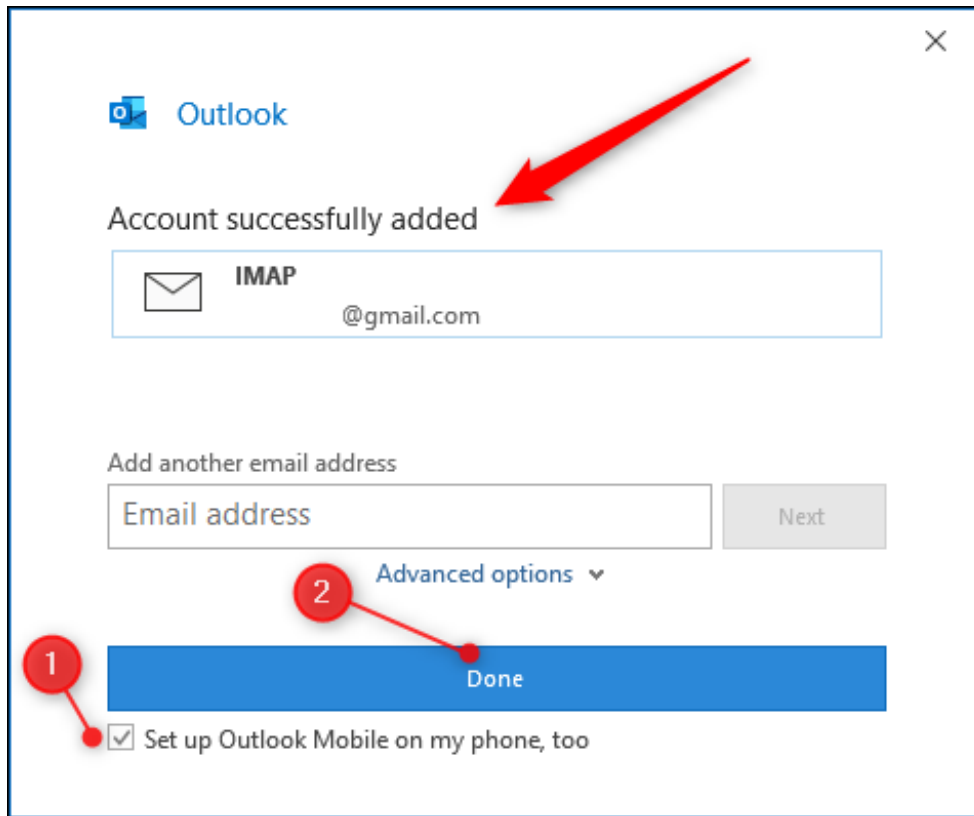 Outlook
Account successfully added
IMAP
@gmail.com
Add another email address
Email address
Next
Advanced options
2
1
Done
Set up Outlook Mobile on my phone, too